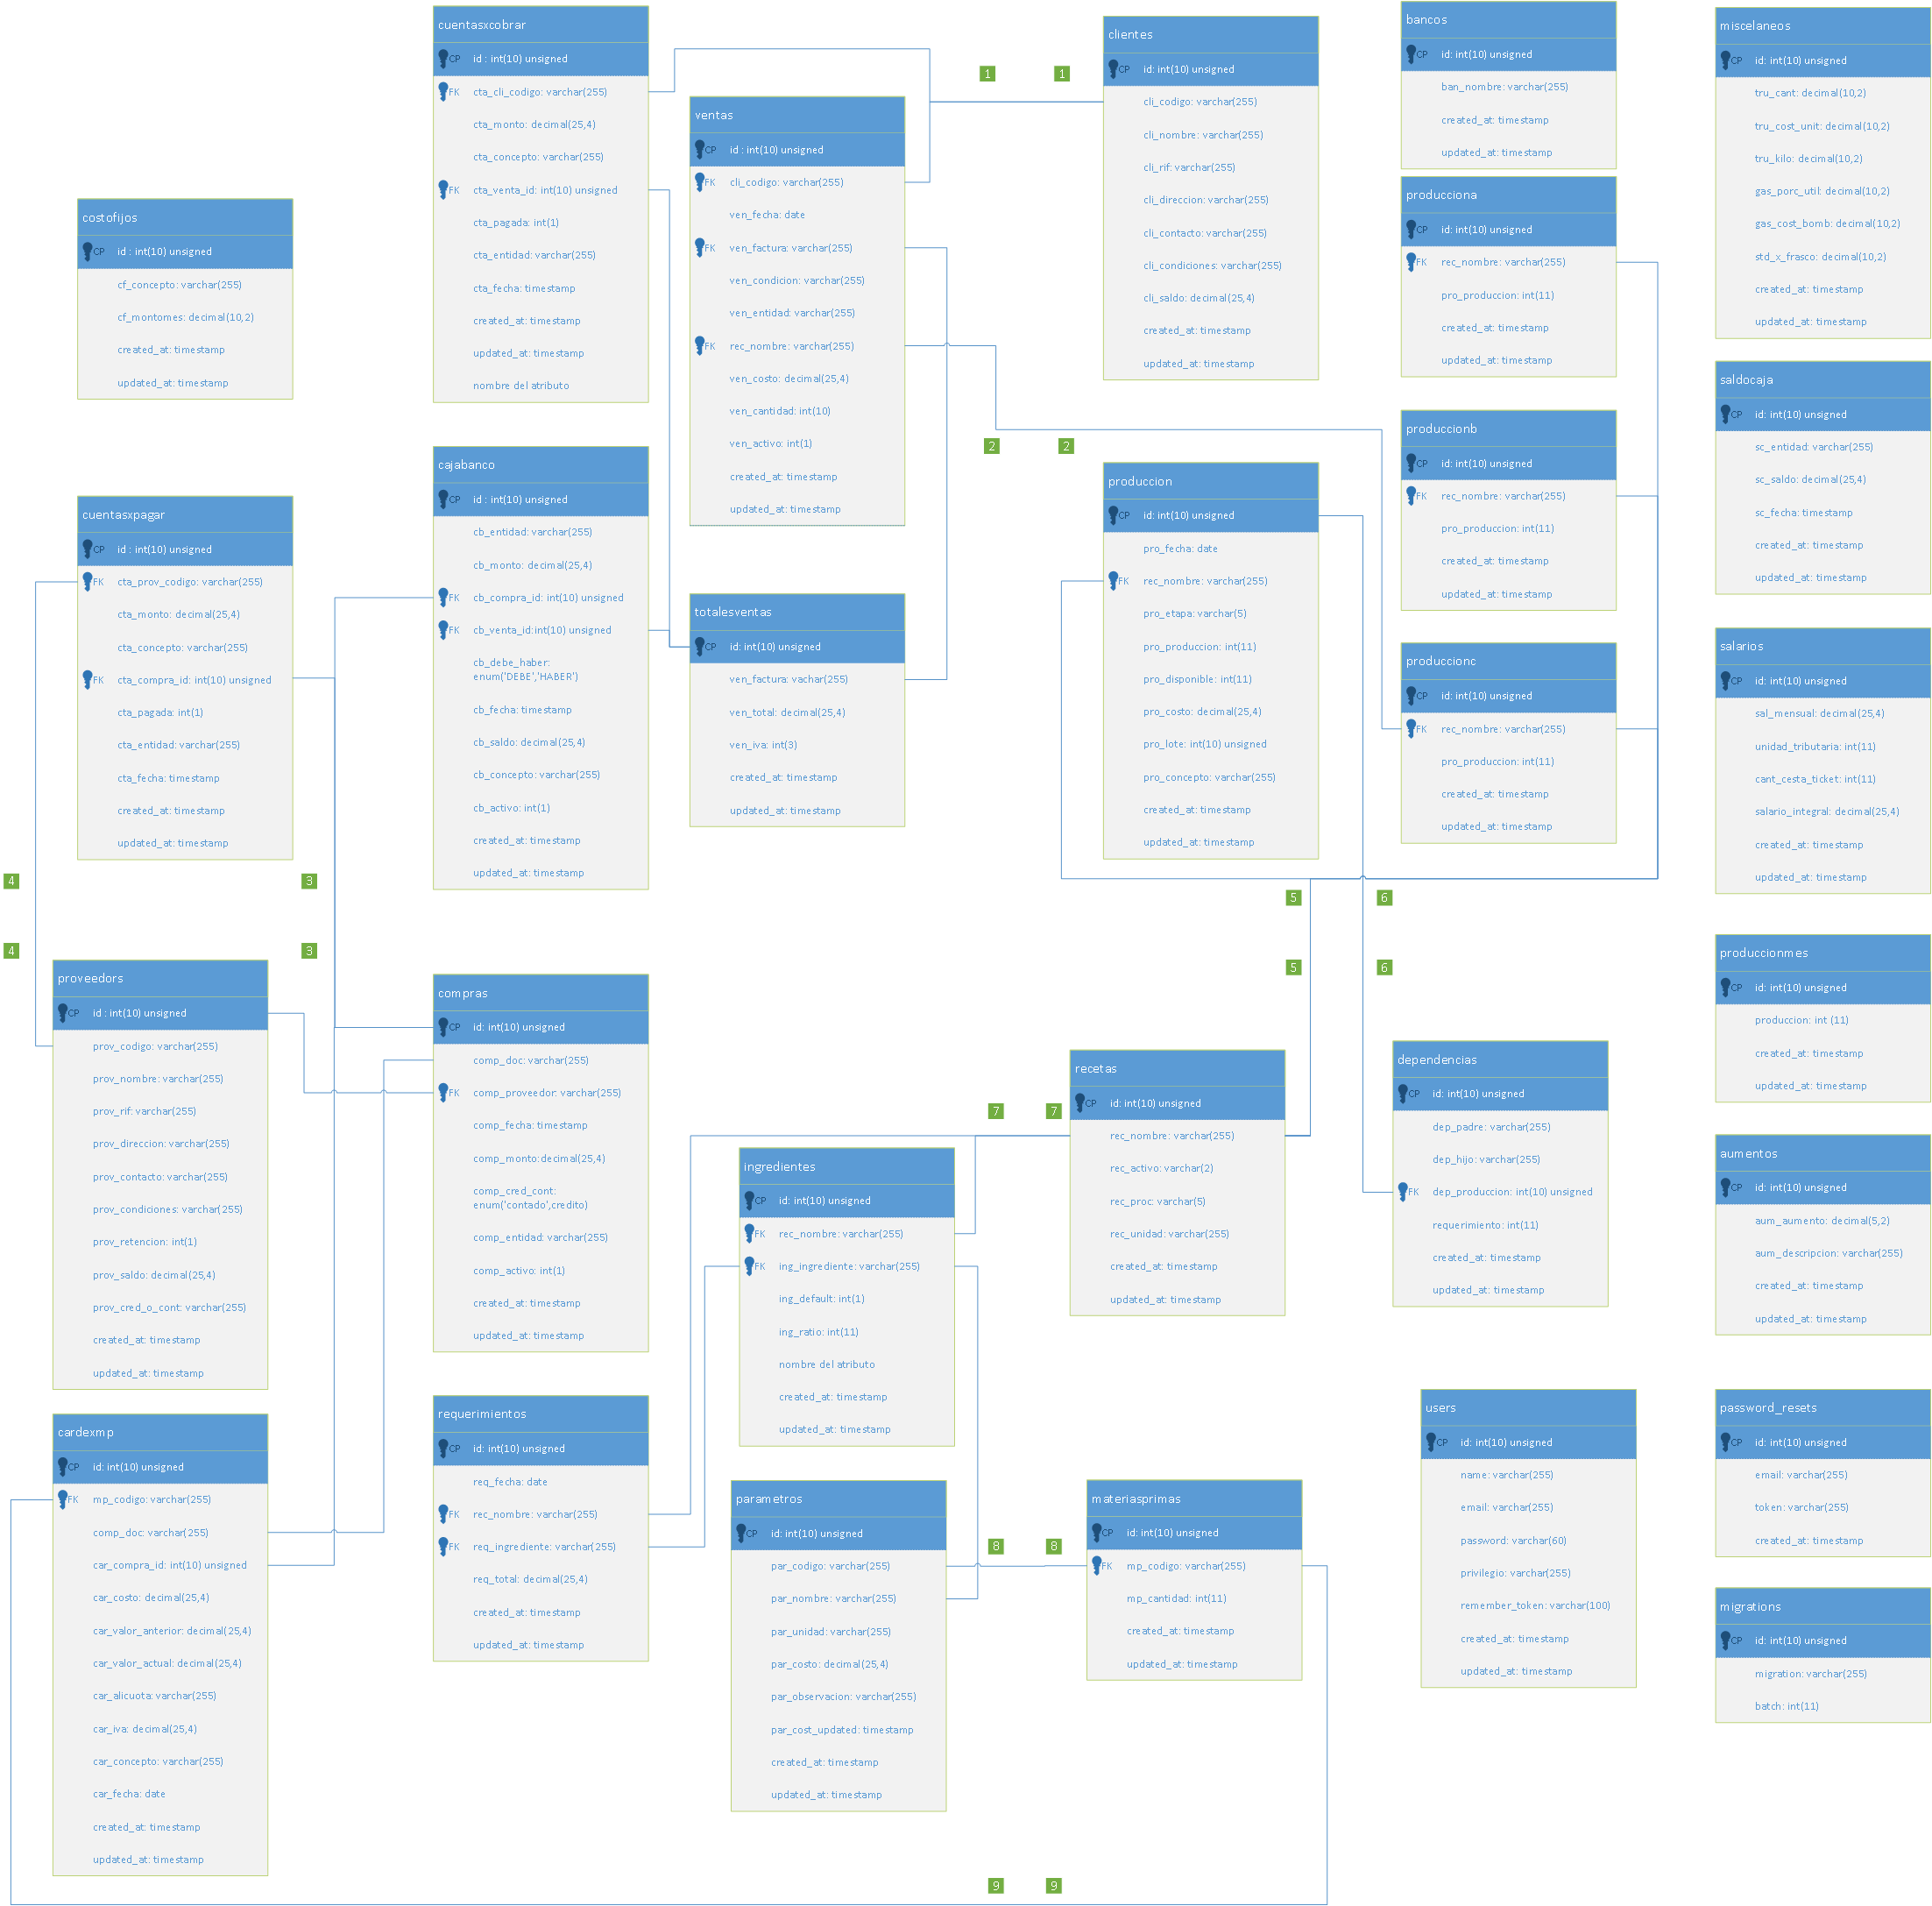 cuentasxcobrar
CP id : int(10) unsigned
FK cta_cli_codigo: varchar(255)
cta_monto: decimal(25,4)
cta_concepto: varchar(255)
FK cta_venta_id: int(10) unsigned
cta_pagada: int(1)
cta_entidad: varchar(255)
cta_fecha: timestamp
created_at: timestamp
updated_at: timestamp
nombre del atributo
ventas
CP id : int(10) unsigned
FK cli_codigo: varchar(255)
ven_fecha: date
FK ven_factura: varchar(255)
ven_condicion: varchar(255)
ven_entidad: varchar(255)
FK rec_nombre: varchar(255)
ven_costo: decimal(25,4)
ven_cantidad: int(10)
ven_activo: int(1)
created_at: timestamp
updated_at: timestamp
1
1
clientes
CP id: int(10) unsigned
cli_codigo: varchar(255)
cli_nombre: varchar(255)
cli_rif: varchar(255)
cli_direccion: varchar(255)
cli_contacto: varchar(255)
cli_condiciones: varchar(255)
cli_saldo: decimal(25,4)
created_at: timestamp
updated_at: timestamp
bancos
CP id: int(10) unsigned
ban_nombre: varchar(255)
created_at: timestamp
updated_at: timestamp
miscelaneos
CP id: int(10) unsigned
tru_cant: decimal(10,2)
tru_cost_unit: decimal(10,2)
tru_kilo: decimal(10,2)
gas_porc_util: decimal(10,2)
gas_cost_bomb: decimal(10,2)
std_x_frasco: decimal(10,2)
created_at: timestamp
updated_at: timestamp
producciona
CP id: int(10) unsigned
FK rec_nombre: varchar(255)
pro_produccion: int(11)
created_at: timestamp
updated_at: timestamp
costofijos
CP id : int(10) unsigned
cf_concepto: varchar(255)
cf_montomes: decimal(10,2)
created_at: timestamp
updated_at: timestamp
saldocaja
CP id: int(10) unsigned
sc_entidad: varchar(255)
sc_saldo: decimal(25,4)
sc_fecha: timestamp
created_at: timestamp
updated_at: timestamp
produccionb
CP id: int(10) unsigned
FK rec_nombre: varchar(255)
pro_produccion: int(11)
created_at: timestamp
updated_at: timestamp
2
2
cajabanco
CP id : int(10) unsigned
cb_entidad: varchar(255)
cb_monto: decimal(25,4)
FK cb_compra_id: int(10) unsigned
FK cb_venta_id:int(10) unsigned
cb_debe_haber:
enum('DEBE','HABER')
cb_fecha: timestamp
cb_saldo: decimal(25,4)
cb_concepto: varchar(255)
cb_activo: int(1)
created_at: timestamp
updated_at: timestamp
produccion
CP id: int(10) unsigned
pro_fecha: date
FK rec_nombre: varchar(255)
pro_etapa: varchar(5)
pro_produccion: int(11)
pro_disponible: int(11)
pro_costo: decimal(25,4)
pro_lote: int(10) unsigned
pro_concepto: varchar(255)
created_at: timestamp
updated_at: timestamp
cuentasxpagar
CP id : int(10) unsigned
FK cta_prov_codigo: varchar(255)
cta_monto: decimal(25,4)
cta_concepto: varchar(255)
FK cta_compra_id: int(10) unsigned
cta_pagada: int(1)
cta_entidad: varchar(255)
cta_fecha: timestamp
created_at: timestamp
updated_at: timestamp
totalesventas
CP id: int(10) unsigned
ven_factura: vachar(255)
ven_total: decimal(25,4)
ven_iva: int(3)
created_at: timestamp
updated_at: timestamp
produccionc
CP id: int(10) unsigned
FK rec_nombre: varchar(255)
pro_produccion: int(11)
created_at: timestamp
updated_at: timestamp
salarios
CP id: int(10) unsigned
sal_mensual: decimal(25,4)
unidad_tributaria: int(11)
cant_cesta_ticket: int(11)
salario_integral: decimal(25,4)
created_at: timestamp
updated_at: timestamp
4
3
5
6
4
3
5
6
produccionmes
CP id: int(10) unsigned
produccion: int (11)
created_at: timestamp
updated_at: timestamp
proveedors
CP id : int(10) unsigned
prov_codigo: varchar(255)
prov_nombre: varchar(255)
prov_rif: varchar(255)
prov_direccion: varchar(255)
prov_contacto: varchar(255)
prov_condiciones: varchar(255)
prov_retencion: int(1)
prov_saldo: decimal(25,4)
prov_cred_o_cont: varchar(255)
created_at: timestamp
updated_at: timestamp
compras
CP id: int(10) unsigned
comp_doc: varchar(255)
FK comp_proveedor: varchar(255)
comp_fecha: timestamp
comp_monto:decimal(25,4)
comp_cred_cont:
enum('contado',credito)
comp_entidad: varchar(255)
comp_activo: int(1)
created_at: timestamp
updated_at: timestamp
7
7
recetas
CP id: int(10) unsigned
rec_nombre: varchar(255)
rec_activo: varchar(2)
rec_proc: varchar(5)
rec_unidad: varchar(255)
created_at: timestamp
updated_at: timestamp
dependencias
CP id: int(10) unsigned
dep_padre: varchar(255)
dep_hijo: varchar(255)
FK dep_produccion: int(10) unsigned
requerimiento: int(11)
created_at: timestamp
updated_at: timestamp
ingredientes
CP id: int(10) unsigned
FK rec_nombre: varchar(255)
FK ing_ingrediente: varchar(255)
ing_default: int(1)
ing_ratio: int(11)
nombre del atributo
created_at: timestamp
updated_at: timestamp
aumentos
CP id: int(10) unsigned
aum_aumento: decimal(5,2)
aum_descripcion: varchar(255)
created_at: timestamp
updated_at: timestamp
cardexmp
CP id: int(10) unsigned
FK mp_codigo: varchar(255)
comp_doc: varchar(255)
car_compra_id: int(10) unsigned
car_costo: decimal(25,4)
car_valor_anterior: decimal(25,4)
car_valor_actual: decimal(25,4)
car_alicuota: varchar(255)
car_iva: decimal(25,4)
car_concepto: varchar(255)
car_fecha: date
created_at: timestamp
updated_at: timestamp
requerimientos
CP id: int(10) unsigned
req_fecha: date
FK rec_nombre: varchar(255)
FK req_ingrediente: varchar(255)
req_total: decimal(25,4)
created_at: timestamp
updated_at: timestamp
parametros
CP id: int(10) unsigned
par_codigo: varchar(255)
par_nombre: varchar(255)
par_unidad: varchar(255)
par_costo: decimal(25,4)
par_observacion: varchar(255)
par_cost_updated: timestamp
created_at: timestamp
updated_at: timestamp
8
8
materiasprimas
CP id: int(10) unsigned
FK mp_codigo: varchar(255)
mp_cantidad: int(11)
created_at: timestamp
updated_at: timestamp
users
CP id: int(10) unsigned
name: varchar(255)
email: varchar(255)
password: varchar(60)
privilegio: varchar(255)
remember_token: varchar(100)
created_at: timestamp
updated_at: timestamp
password_resets
CP id: int(10) unsigned
email: varchar(255)
token: varchar(255)
created_at: timestamp
migrations
CP id: int(10) unsigned
migration: varchar(255)
batch: int(11)
9
9